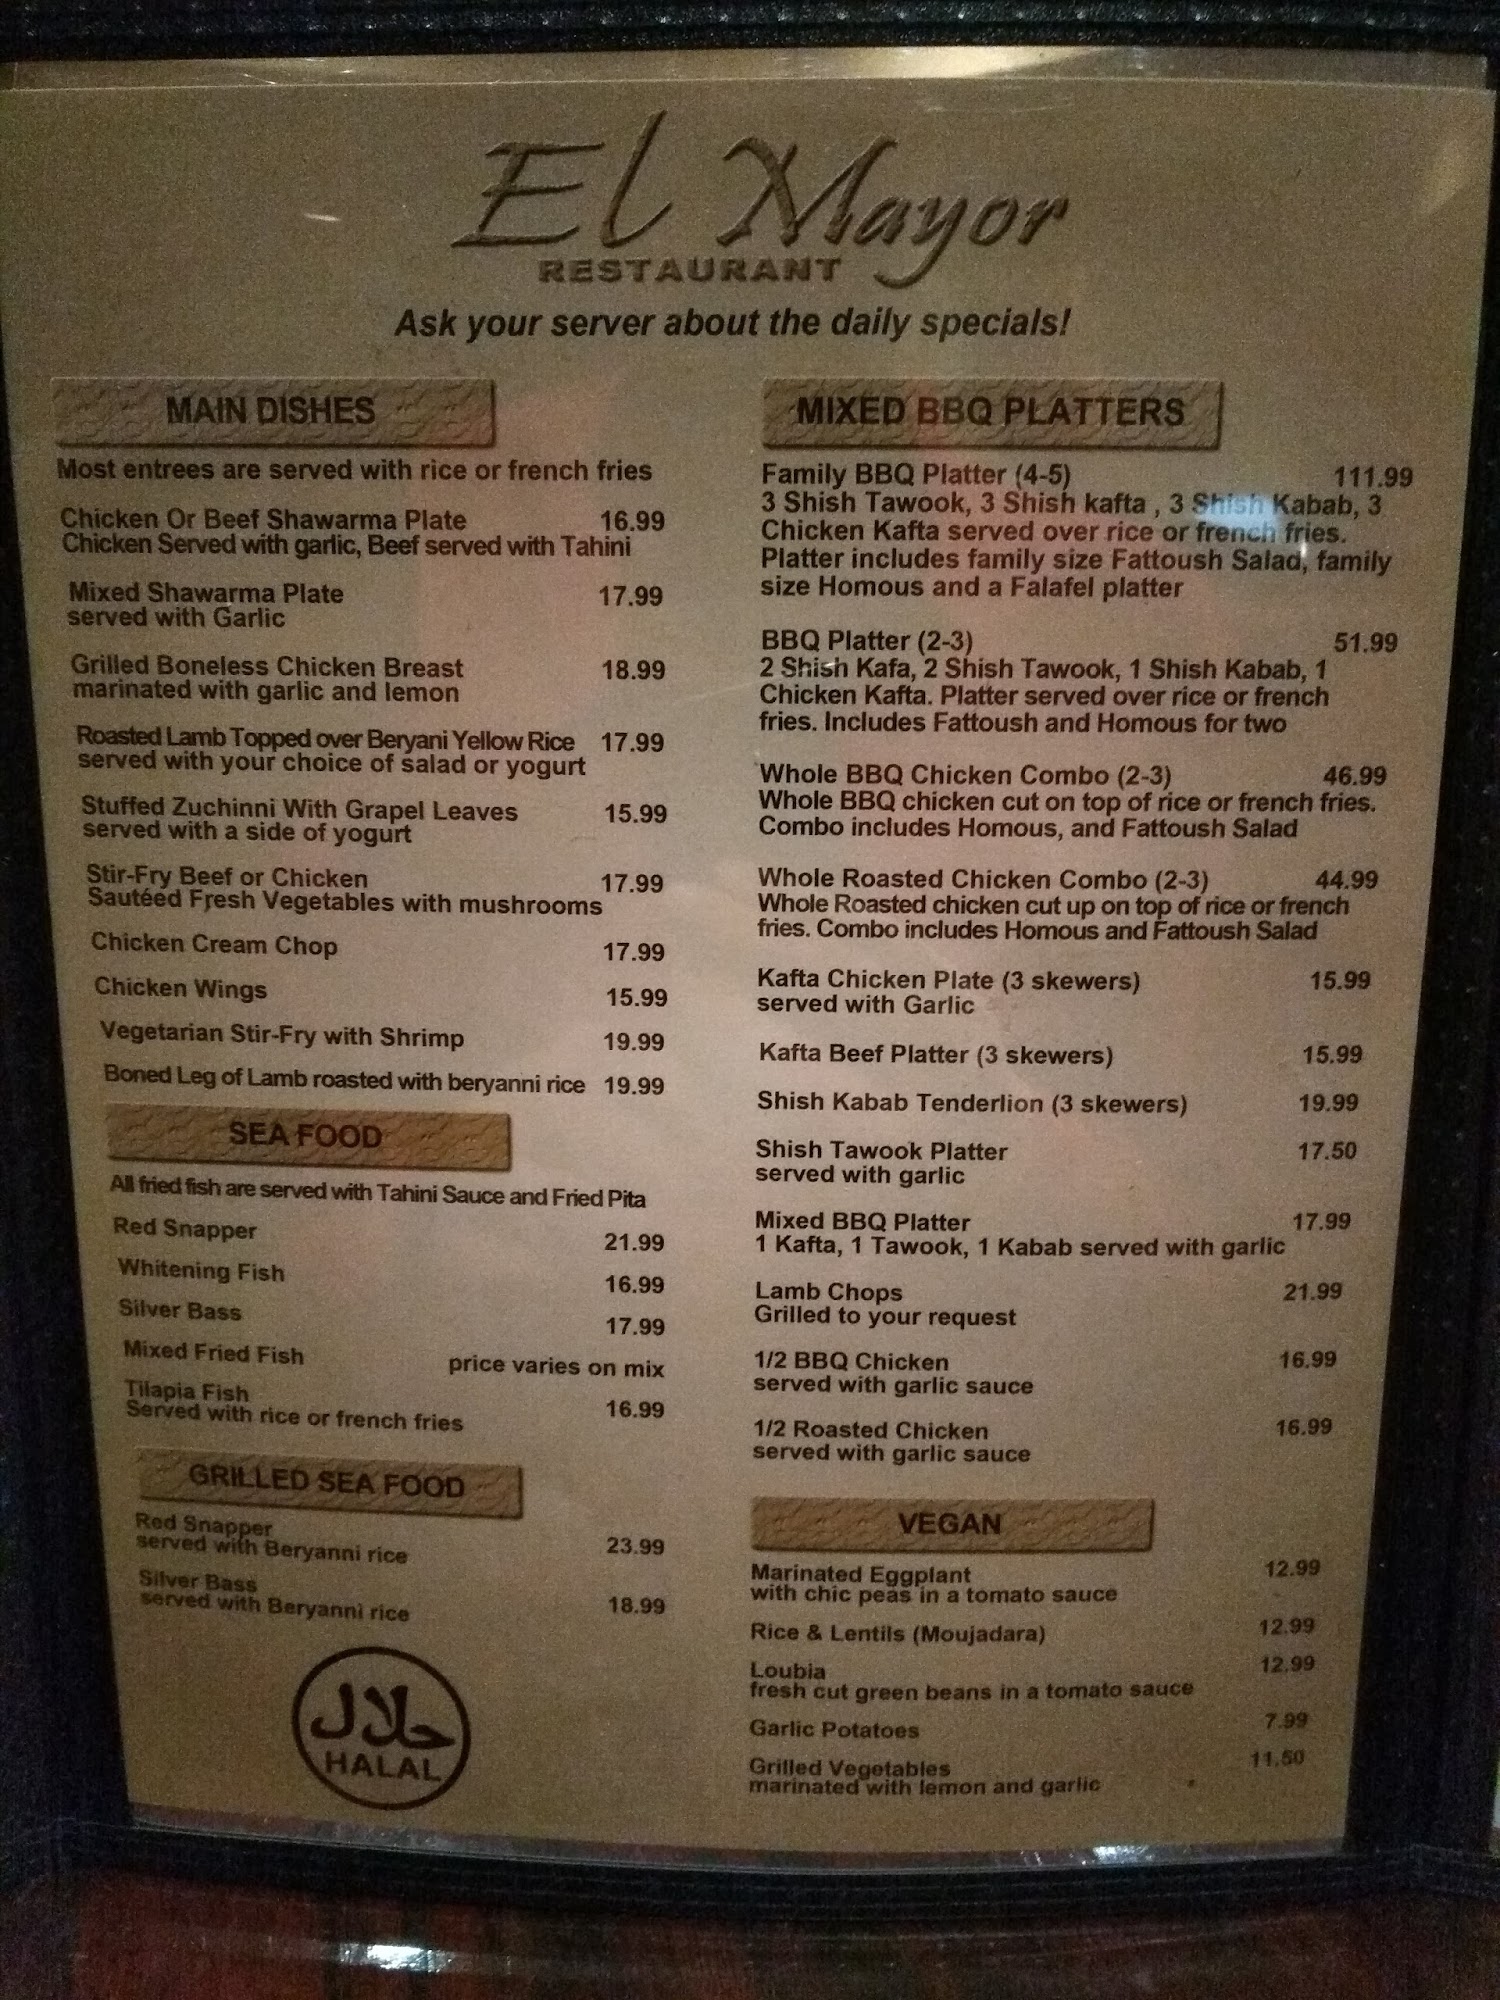 El Mayor
RESTAURANT
Ask your server about the daily specials!
MAIN DISHES
Most entrees are served with rice or french fries
Chicken Or Beef Shawarma Plate 16.99
Chicken Served with garlic, Beef served with Tahini
Mixed Shawarma Plate 17.99
served with Garlic
Grilled Boneless Chicken Breast 18.99
marinated with garlic and lemon
Roasted Lamb Topped over Beryani Yellow Rice 17.99
served with your choice of salad or yogurt
Stuffed Zuchinni With Grapel Leaves 15.99
served with a side of yogurt
Stir-Fry Beef or Chicken 17.99
Sautéed Fresh Vegetables with mushrooms
Chicken Cream Chop 17.99
Chicken Wings 15.99
Vegetarian Stir-Fry with Shrimp 19.99
Boned Leg of Lamb roasted with beryanni rice 19.99
SEA FOOD
All fried fish are served with Tahini Sauce and Fried Pita
Red Snapper 21.99
Whitening Fish 16.99
Silver Bass 17.99
Mixed Fried Fish price varies on mix
Tilapia Fish 16.99
Served with rice or french fries
GRILLED SEA FOOD
Red Snapper 23.99
served with Beryanni rice
Silver Bass 18.99
served with Beryanni rice
حلال
HALAL
MIXED BBQ PLATTERS
Family BBQ Platter (4-5) 111.99
3 Shish Tawook, 3 Shish kafta , 3 Shish Kabab, 3
Chicken Kafta served over rice or french fries.
Platter includes family size Fattoush Salad, family
size Homous and a Falafel platter
BBQ Platter (2-3) 51.99
2 Shish Kafa, 2 Shish Tawook, 1 Shish Kabab, 1
Chicken Kafta. Platter served over rice or french
fries. Includes Fattoush and Homous for two
Whole BBQ Chicken Combo (2-3) 46.99
Whole BBQ chicken cut on top of rice or french fries.
Combo includes Homous, and Fattoush Salad
Whole Roasted Chicken Combo (2-3) 44.99
Whole Roasted chicken cut up on top of rice or french
fries. Combo includes Homous and Fattoush Salad
Kafta Chicken Plate (3 skewers) 15.99
served with Garlic
Kafta Beef Platter (3 skewers) 15.99
Shish Kabab Tenderlion (3 skewers) 19.99
Shish Tawook Platter 17.50
served with garlic
Mixed BBQ Platter 17.99
1 Kafta, 1 Tawook, 1 Kabab served with garlic
Lamb Chops 21.99
Grilled to your request
1/2 BBQ Chicken 16.99
served with garlic sauce
1/2 Roasted Chicken 16.99
served with garlic sauce
VEGAN
Marinated Eggplant 12.99
with chic peas in a tomato sauce
Rice & Lentils (Moujadara) 12.99
Loubia 12.99
fresh cut green beans in a tomato sauce
Garlic Potatoes 7.99
Grilled Vegetables 11.50
marinated with lemon and garlic